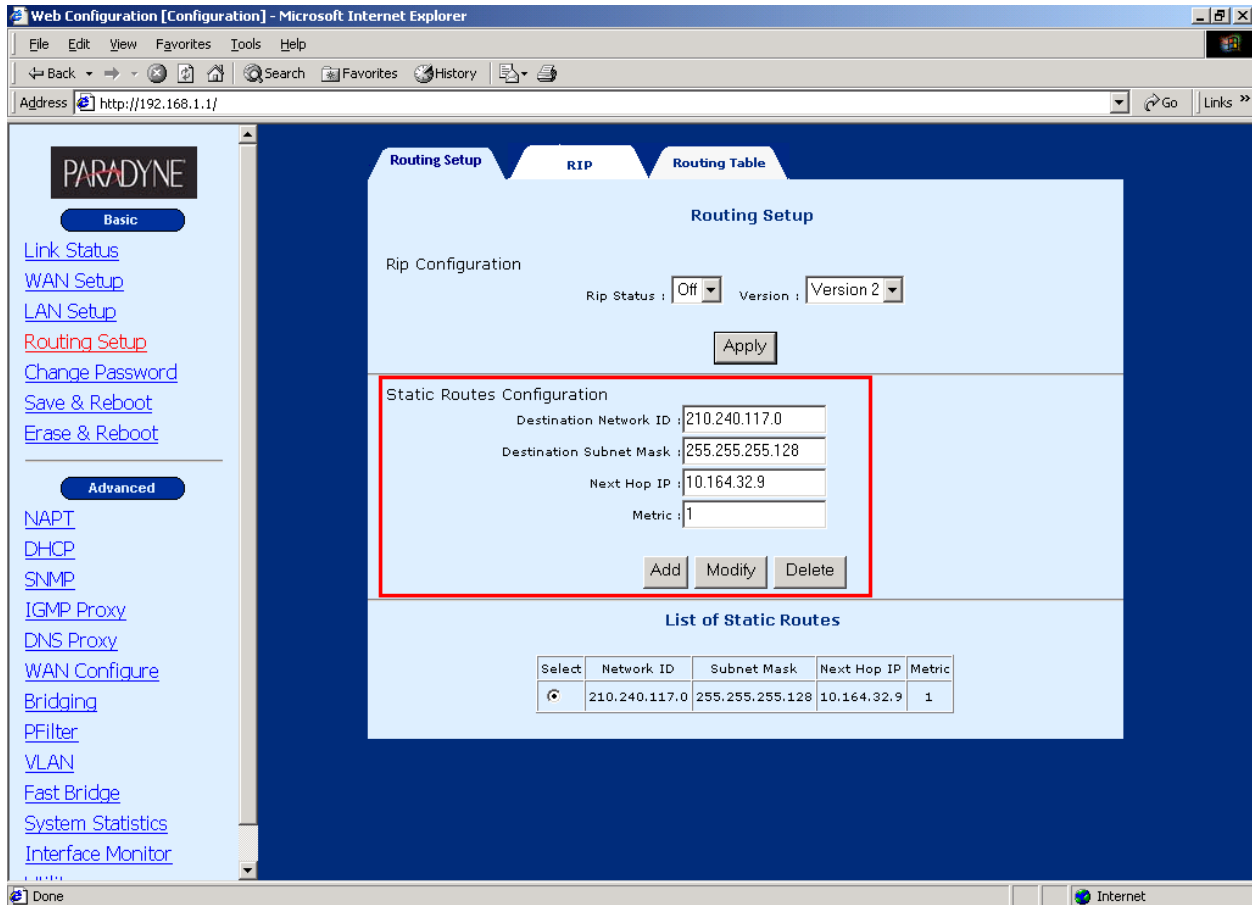 Web Configuration [Configuration] - Microsoft Internet Explorer
File Edit View Favorites Tools Help
Back Search Favorites History
Address http://192.168.1.1/ Go Links »
PARADYNE
Basic
Link Status
WAN Setup
LAN Setup
Routing Setup
Change Password
Save & Reboot
Erase & Reboot
Advanced
NAPT
DHCP
SNMP
IGMP Proxy
DNS Proxy
WAN Configure
Bridging
PFilter
VLAN
Fast Bridge
System Statistics
Interface Monitor
Routing Setup RIP Routing Table
Routing Setup
Rip Configuration
Rip Status : Off Version : Version 2
Apply
Static Routes Configuration
Destination Network ID : 210.240.117.0
Destination Subnet Mask : 255.255.255.128
Next Hop IP : 10.164.32.9
Metric : 1
Add Modify Delete
List of Static Routes
Select Network ID Subnet Mask Next Hop IP Metric
210.240.117.0 255.255.255.128 10.164.32.9 1
Done Internet